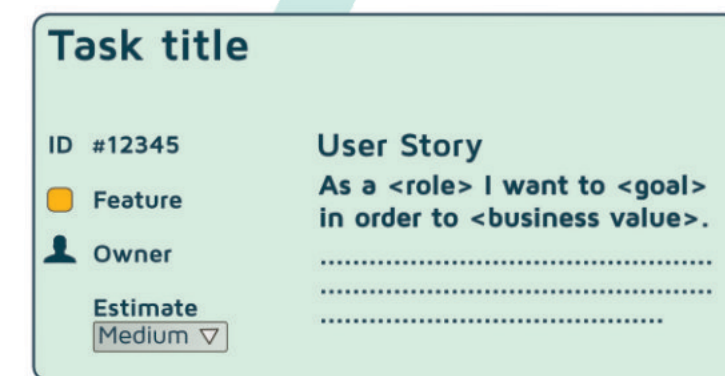 Task title
ID #12345
Feature
Owner
Estimate
Medium
User Story
As a <role> I want to <goal>
in order to <business value>.